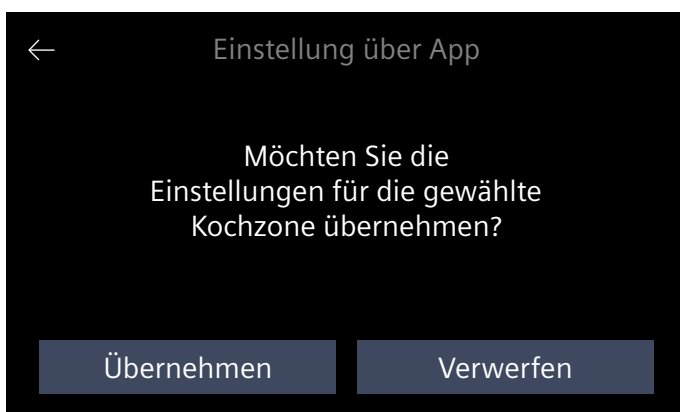 Einstellung über App
Möchten Sie die
Einstellungen für die gewählte
Kochzone übernehmen?
Übernehmen
Verwerfen